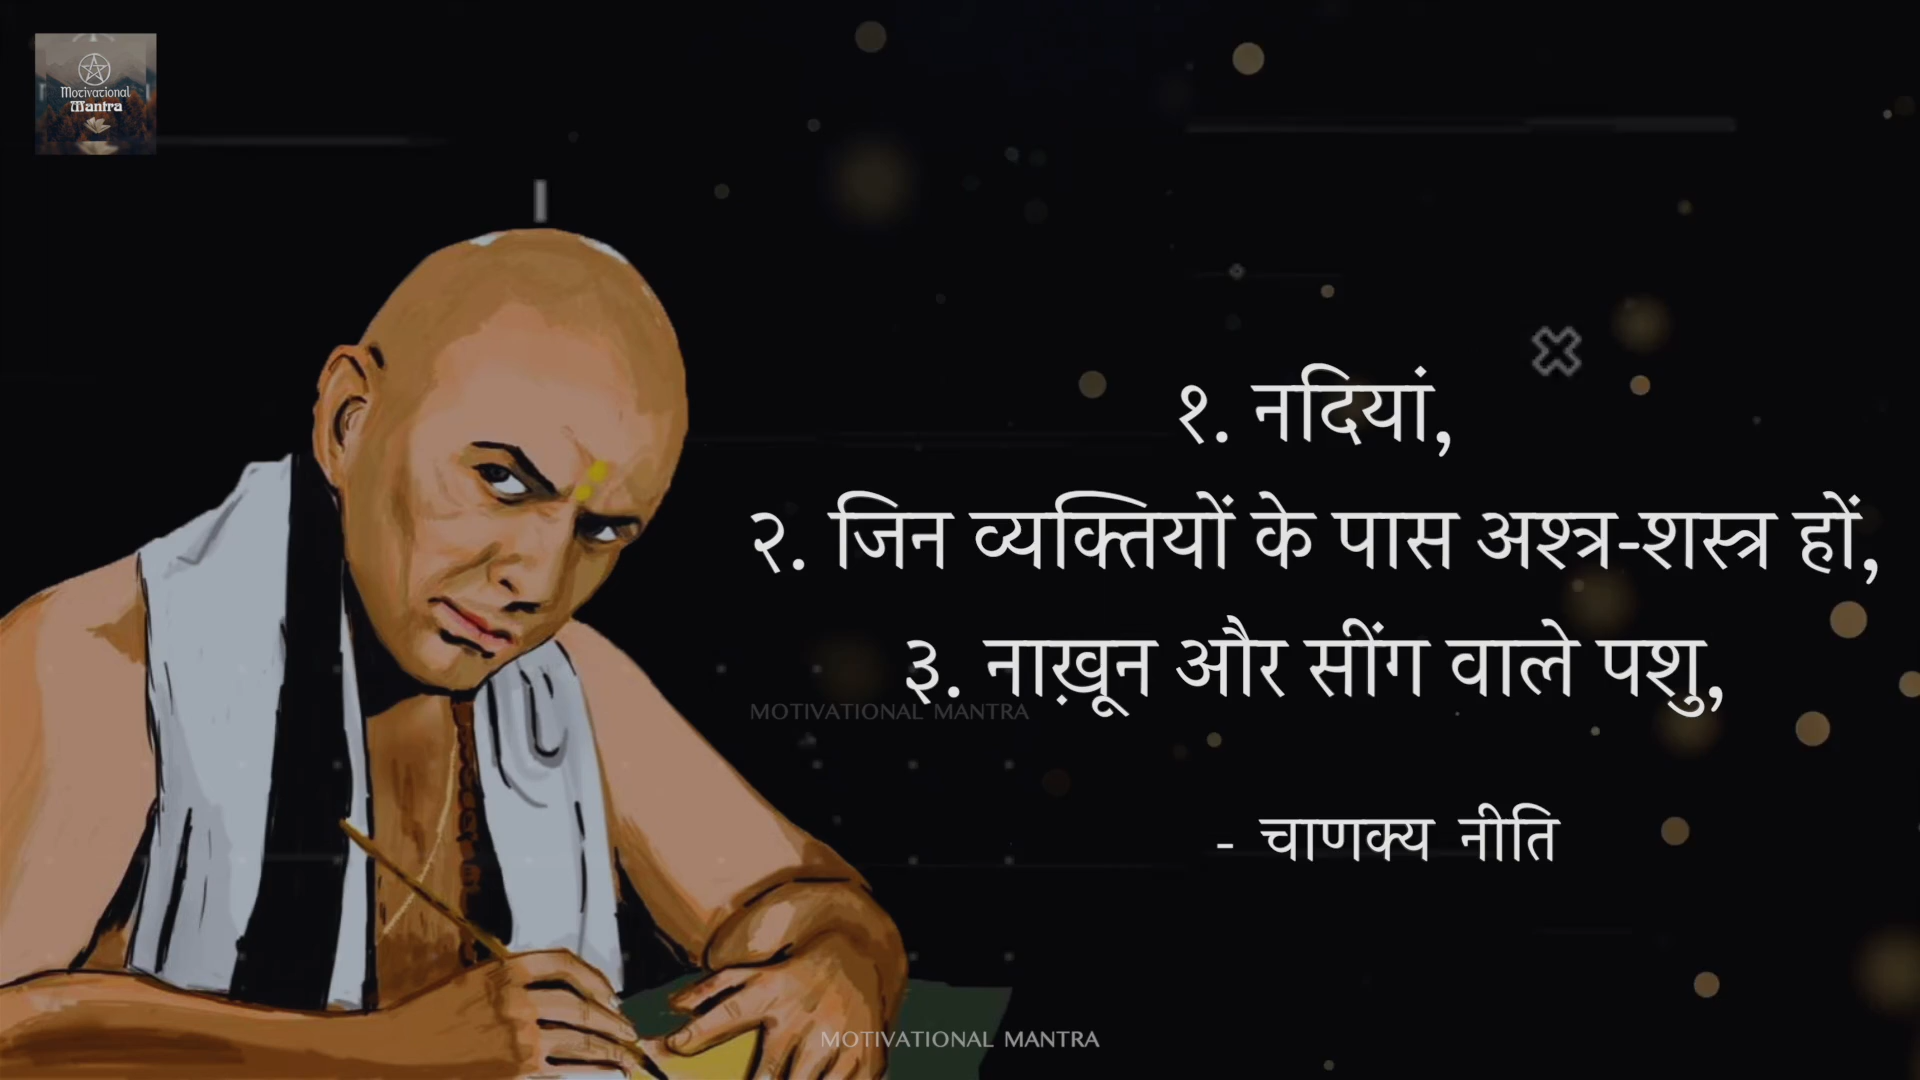 Motivational
Mantra
१. नदियां,
२. जिन व्यक्तियों के पास अश्त्र-शस्त्र हों,
३. नाख़ून और सींग वाले पशु,
MOTIVATIONAL MANTRA
- चाणक्य नीति
MOTIVATIONAL MANTRA